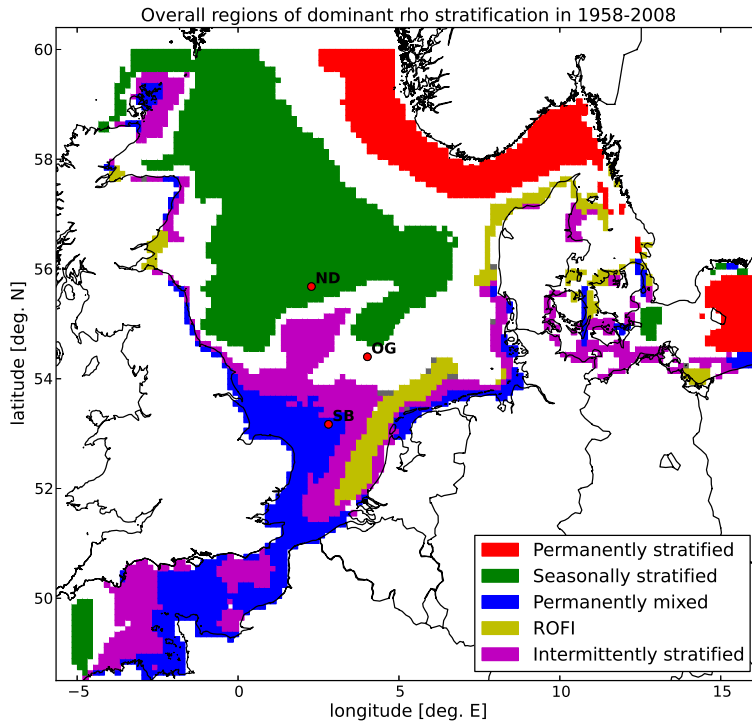 Overall regions of dominant rho stratification in 1958-2008
60
58
56
54
52
50
latitude [deg. N]
ND
OG
SB
Permanently stratified
Seasonally stratified
Permanently mixed
ROFI
Intermittently stratified
−5 0 5 10 15
longitude [deg. E]